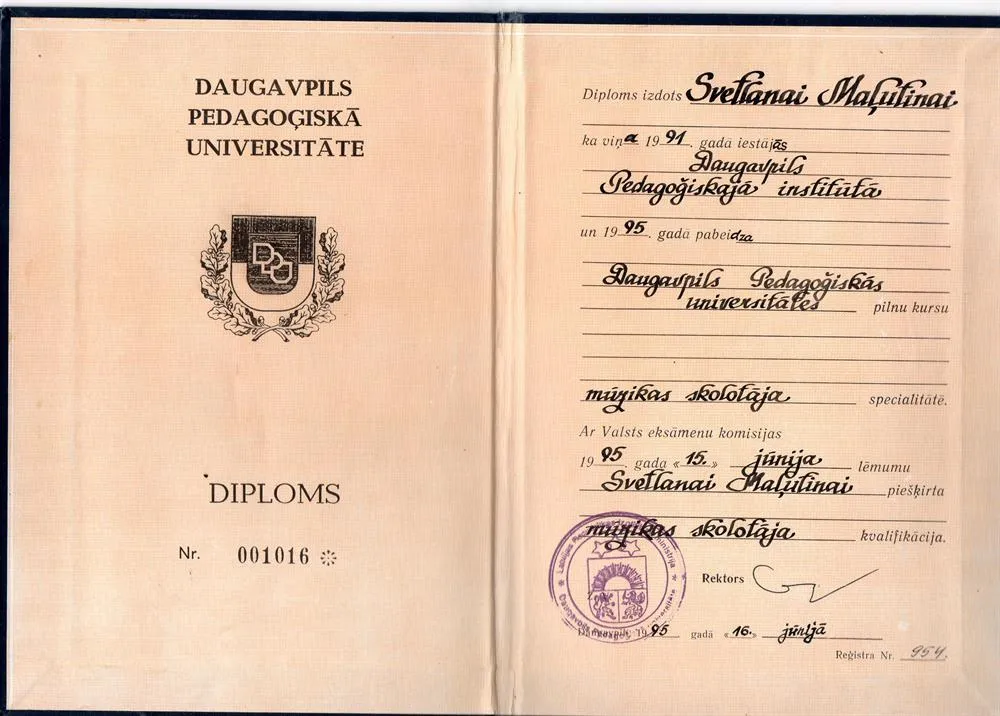 DAUGAVPILS
PEDAGOĢISKĀ
UNIVERSITĀTE
DPU
DIPLOMS
Nr. 001016
Diploms izdots Svetlanai Maļutinai
ka viņa 1991. gadā iestājās
Daugavpils
Pedagoģiskajā institūtā
un 1995. gadā pabeidza
Daugavpils Pedagoģiskās
universitātes pilnu kursu
mūzikas skolotāja specialitātē.
Ar Valsts eksāmenu komisijas
1995. gada «15.» jūnija lēmumu
Svetlanai Maļutinai piešķirta
mūzikas skolotāja kvalifikācija.
Rektors
1995 gadā «16.» jūnijā
Reģistra Nr. 954.